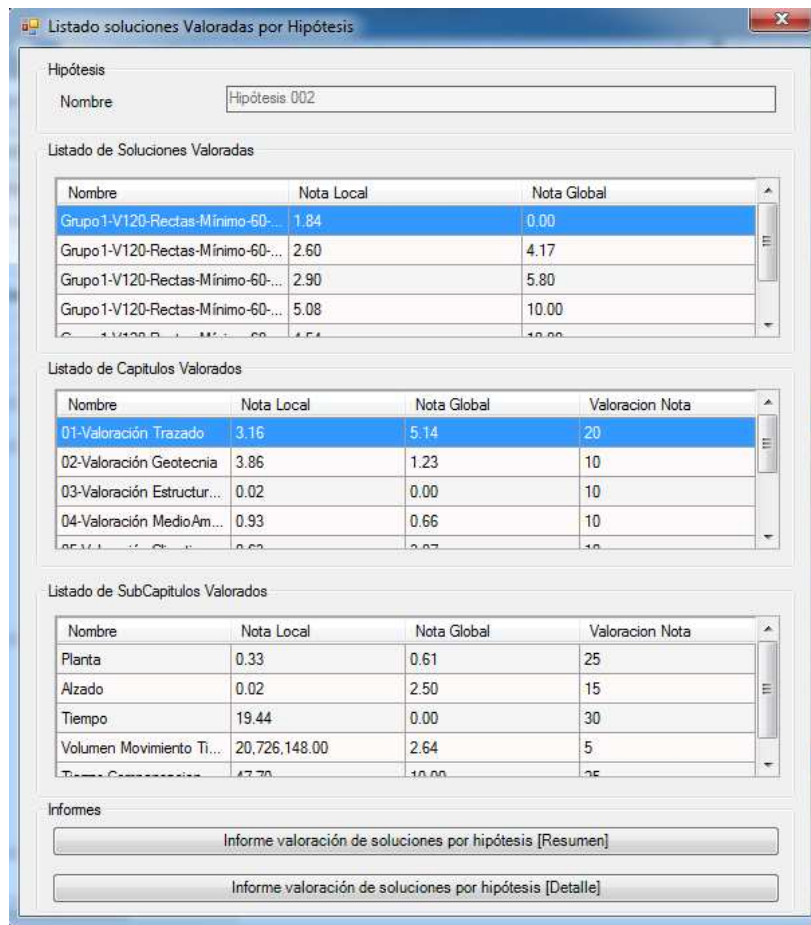 Listado soluciones Valoradas por Hipótesis
Hipótesis
Nombre Hipótesis 002
Listado de Soluciones Valoradas
Nombre Nota Local Nota Global
Grupo1-V120-Rectas-Mínimo-60-... 1.84 0.00
Grupo1-V120-Rectas-Mínimo-60-... 2.60 4.17
Grupo1-V120-Rectas-Mínimo-60-... 2.90 5.80
Grupo1-V120-Rectas-Mínimo-60-... 5.08 10.00
Listado de Capitulos Valorados
Nombre Nota Local Nota Global Valoracion Nota
01-Valoración Trazado 3.16 5.14 20
02-Valoración Geotecnia 3.86 1.23 10
03-Valoración Estructur... 0.02 0.00 10
04-Valoración MedioAm... 0.93 0.66 10
Listado de SubCapitulos Valorados
Nombre Nota Local Nota Global Valoracion Nota
Planta 0.33 0.61 25
Alzado 0.02 2.50 15
Tiempo 19.44 0.00 30
Volumen Movimiento Ti... 20,726,148.00 2.64 5
Informes
Informe valoración de soluciones por hipótesis [Resumen]
Informe valoración de soluciones por hipótesis [Detalle]